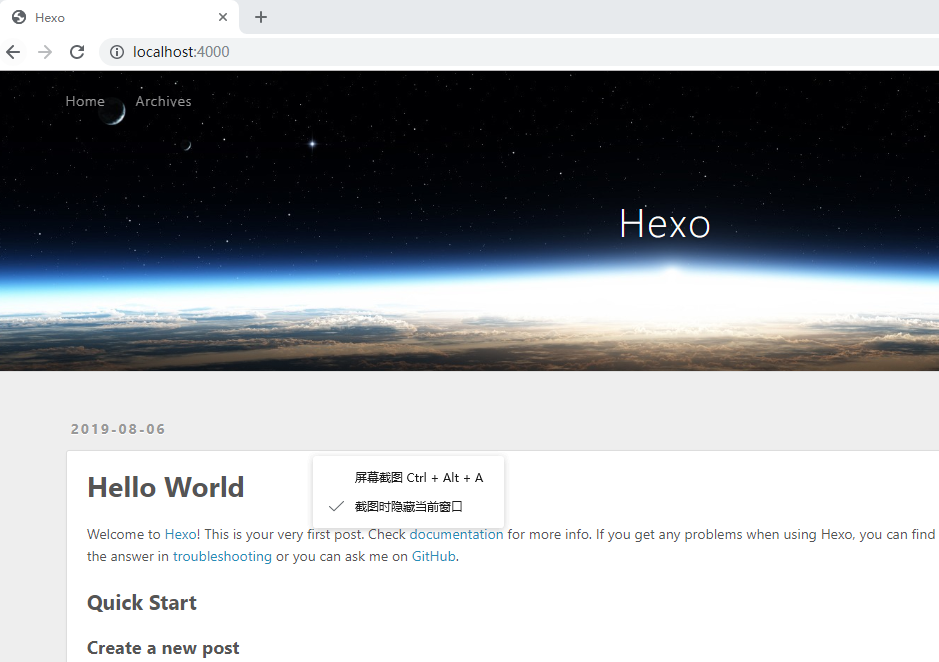 Hexo
localhost:4000
Home Archives
Hexo
2019-08-06
Hello World
屏幕截图 Ctrl + Alt + A
截图时隐藏当前窗口
Welcome to Hexo! This is your very first post. Check documentation for more info. If you get any problems when using Hexo, you can find
the answer in troubleshooting or you can ask me on GitHub.
Quick Start
Create a new post